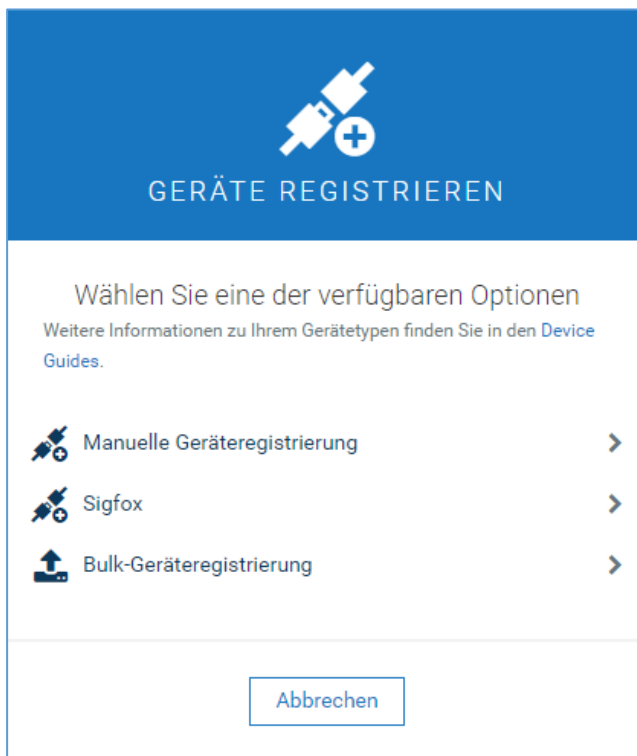 GERÄTE REGISTRIEREN
Wählen Sie eine der verfügbaren Optionen
Weitere Informationen zu Ihrem Gerätetypen finden Sie in den Device
Guides.
Manuelle Geräteregistrierung
Sigfox
Bulk-Geräteregistrierung
Abbrechen